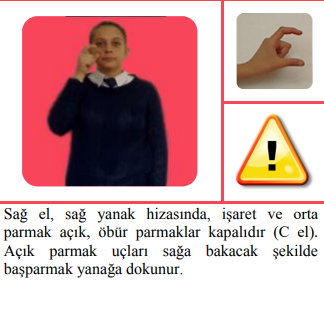 Sağ el, sağ yanak hizasında, işaret ve orta
parmak açık, öbür parmaklar kapalıdır (C el).
Açık parmak uçları sağa bakacak şekilde
başparmak yanağa dokunur.